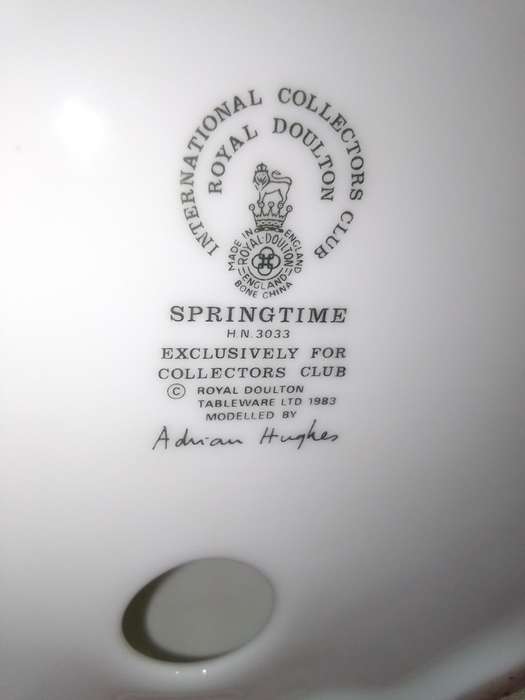 INTERNATIONAL COLLECTORS CLUB
ROYAL DOULTON
MADE IN ENGLAND
ROYAL·DOULTON
ENGLAND
BONE CHINA
SPRINGTIME
H.N.3033
EXCLUSIVELY FOR
COLLECTORS CLUB
© ROYAL DOULTON
TABLEWARE LTD 1983
MODELLED BY
Adrian Hughes